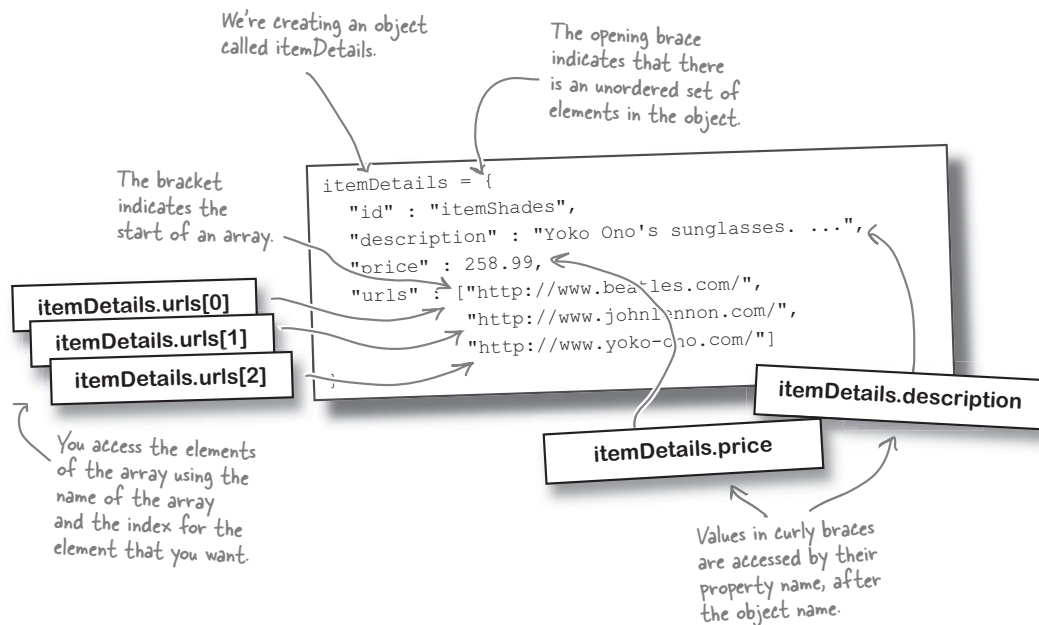 We're creating an object
called itemDetails.
The opening brace
indicates that there
is an unordered set of
elements in the object.
The bracket
indicates the
start of an array.
itemDetails = {
"id" : "itemShades",
"description" : "Yoko Ono's sunglasses. ...",
"price" : 258.99,
"urls" : ["http://www.beatles.com/",
"http://www.johnlennon.com/",
"http://www.yoko-ono.com/"]
}
itemDetails.urls[0]
itemDetails.urls[1]
itemDetails.urls[2]
itemDetails.description
itemDetails.price
You access the elements
of the array using the
name of the array
and the index for the
element that you want.
Values in curly braces
are accessed by their
property name, after
the object name.